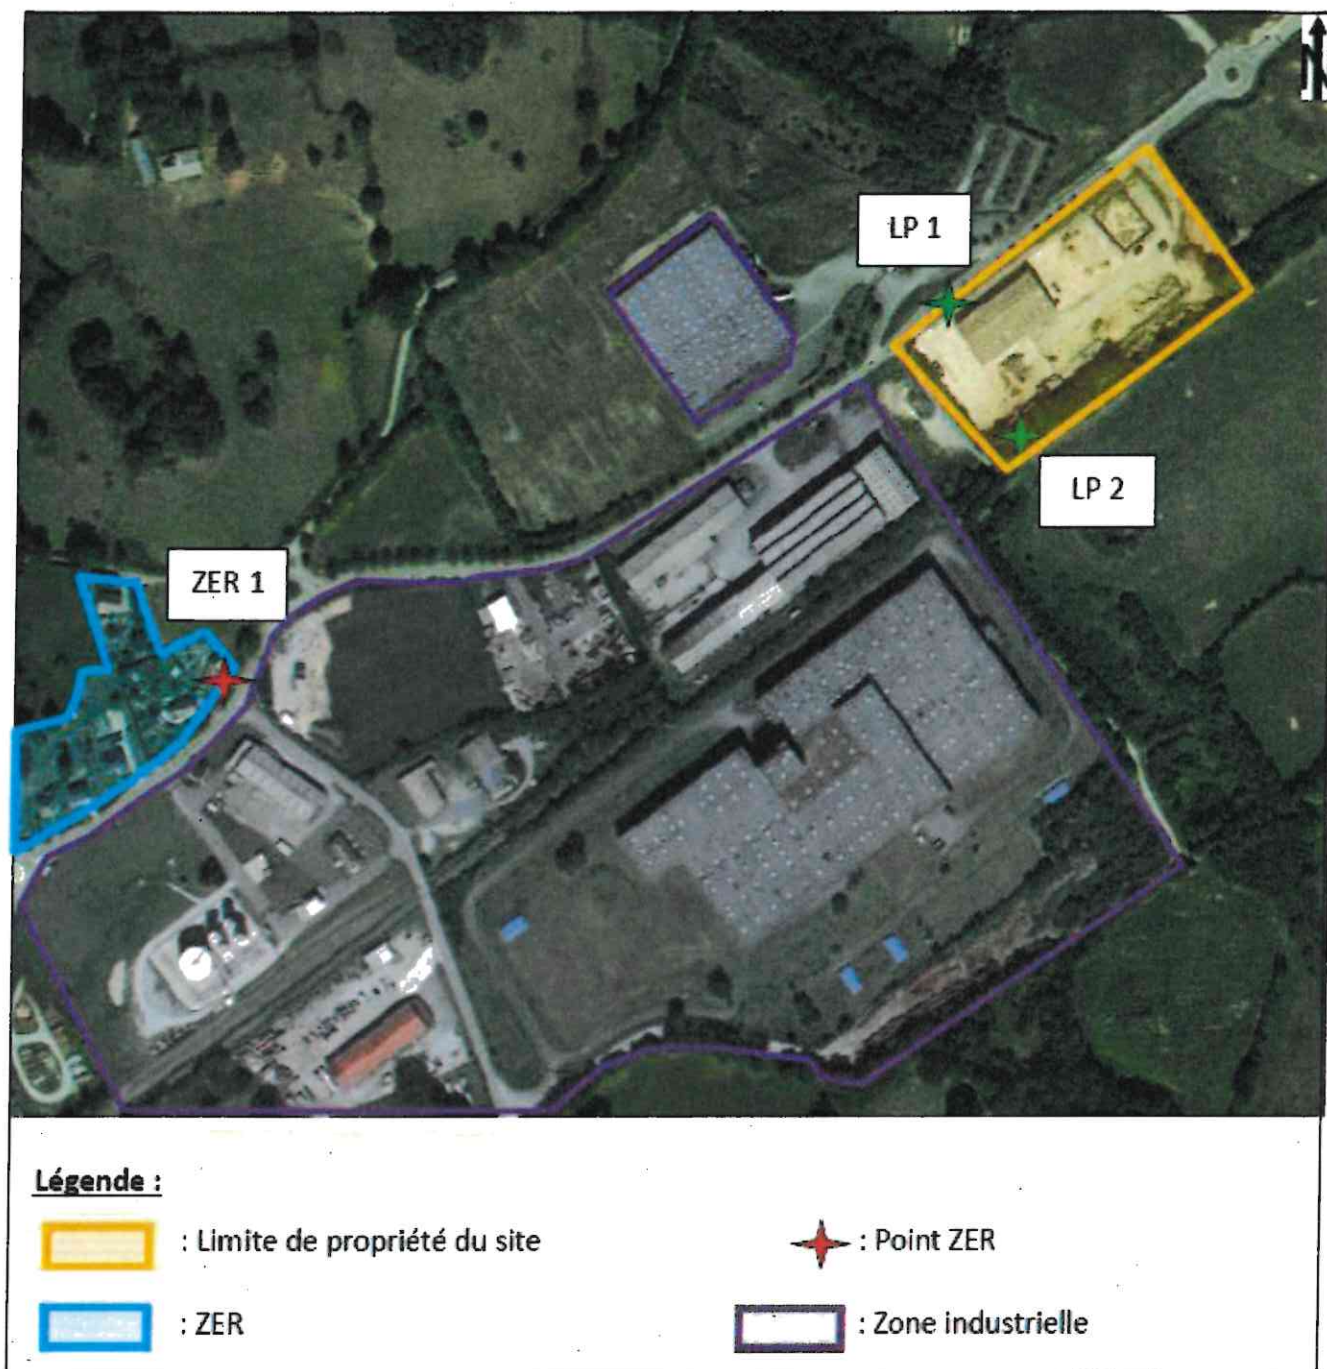 LP 1
LP 2
ZER 1
Légende :
: Limite de propriété du site
: Point ZER
: ZER
: Zone industrielle